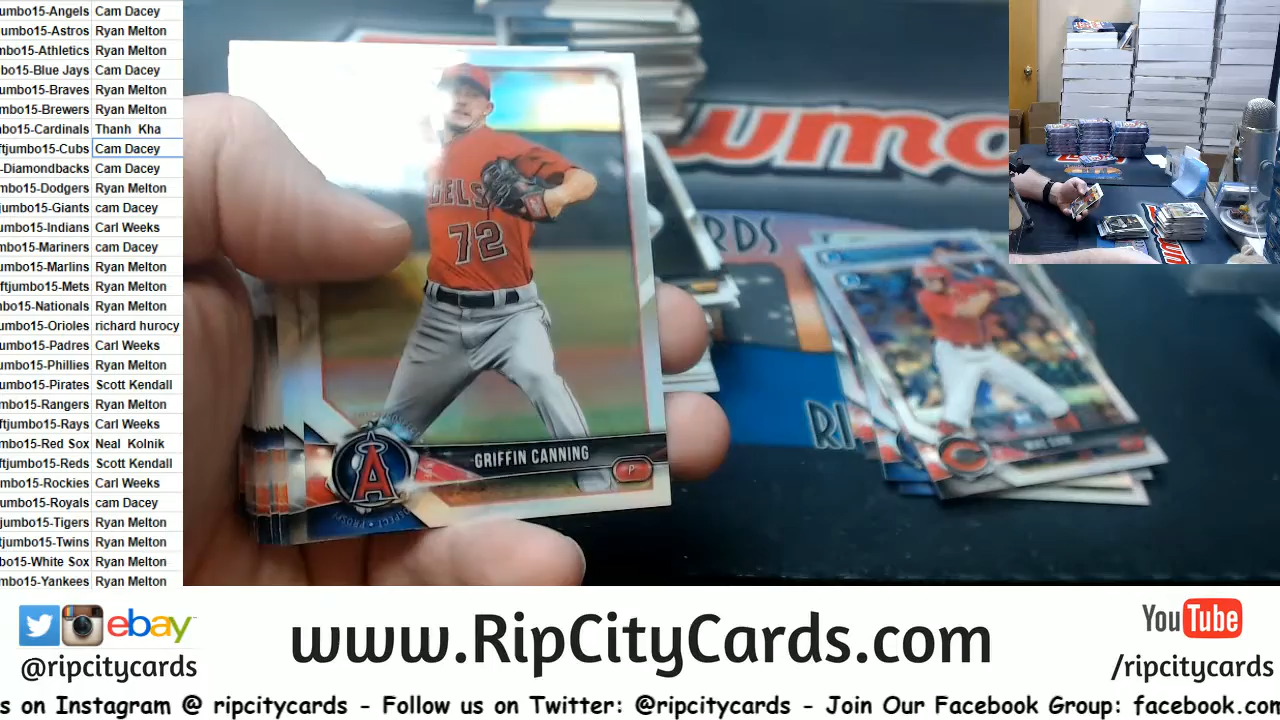 umbo15-Angels Cam Dacey
jumbo15-Astros Ryan Melton
mbo15-Athletics Ryan Melton
bo15-Blue Jays Cam Dacey
umbo15-Braves Ryan Melton
mbo15-Brewers Ryan Melton
bo15-Cardinals Thanh Kha
ftjumbo15-Cubs Cam Dacey
-Diamondbacks Cam Dacey
mbo15-Dodgers Ryan Melton
jumbo15-Giants cam Dacey
umbo15-Indians Carl Weeks
mbo15-Mariners cam Dacey
umbo15-Marlins Ryan Melton
ftjumbo15-Mets Ryan Melton
bo15-Nationals Ryan Melton
umbo15-Orioles richard hurocy
umbo15-Padres Carl Weeks
umbo15-Phillies Ryan Melton
umbo15-Pirates Scott Kendall
mbo15-Rangers Ryan Melton
ftjumbo15-Rays Carl Weeks
mbo15-Red Sox Neal Kolnik
ftjumbo15-Reds Scott Kendall
mbo15-Rockies Carl Weeks
umbo15-Royals cam Dacey
jumbo15-Tigers Ryan Melton
tjumbo15-Twins Ryan Melton
bo15-White Sox Ryan Melton
mbo15-Yankees Ryan Melton
GELS
72
A
GRIFFIN CANNING
P
UMO
RDS
RI
C
ebay
@ripcitycards
www.RipCityCards.com
YouTube
/ripcitycards
s on Instagram @ ripcitycards - Follow us on Twitter: @ripcitycards - Join Our Facebook Group: facebook.con